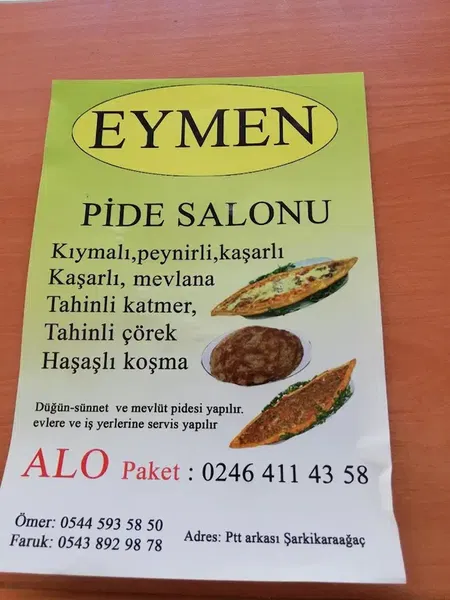 EYMEN
PİDE SALONU
Kıymalı,peynirli,kaşarlı
Kaşarlı, mevlana
Tahinli katmer,
Tahinli çörek
Haşaşlı koşma
Düğün-sünnet ve mevlüt pidesi yapılır.
evlere ve iş yerlerine servis yapılır
ALO Paket : 0246 411 43 58
Ömer: 0544 593 58 50
Faruk: 0543 892 98 78
Adres: Ptt arkası Şarkikaraağaç